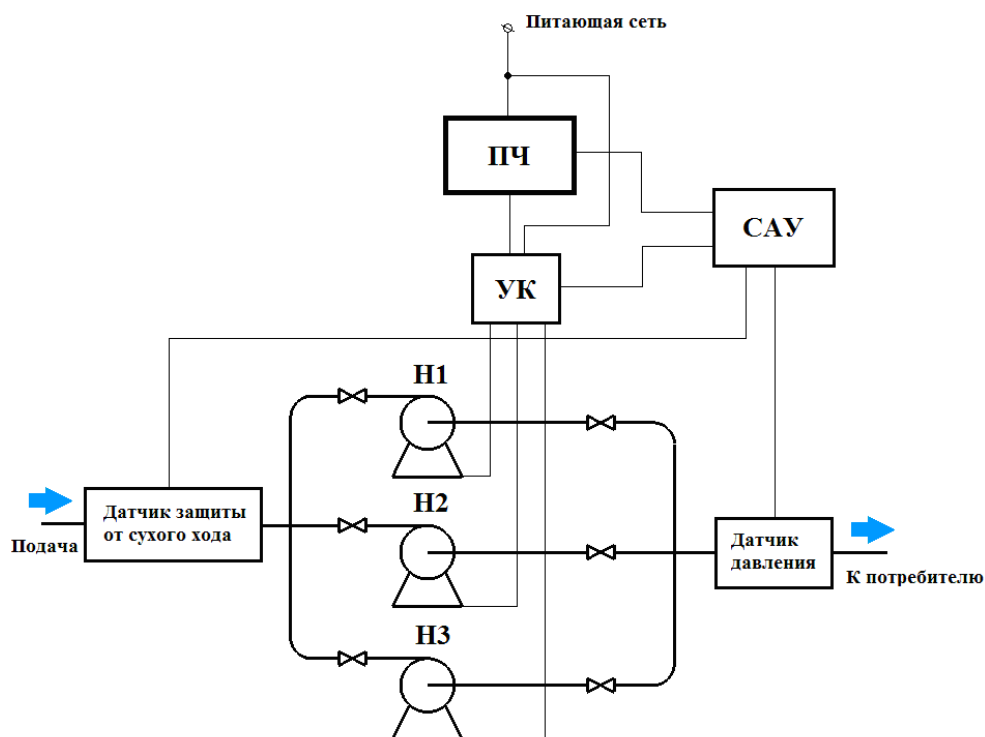 Питающая сеть
ПЧ
САУ
УК
Н1
Датчик защиты
от сухого хода
Подача
Н2
Датчик
давления
К потребителю
Н3